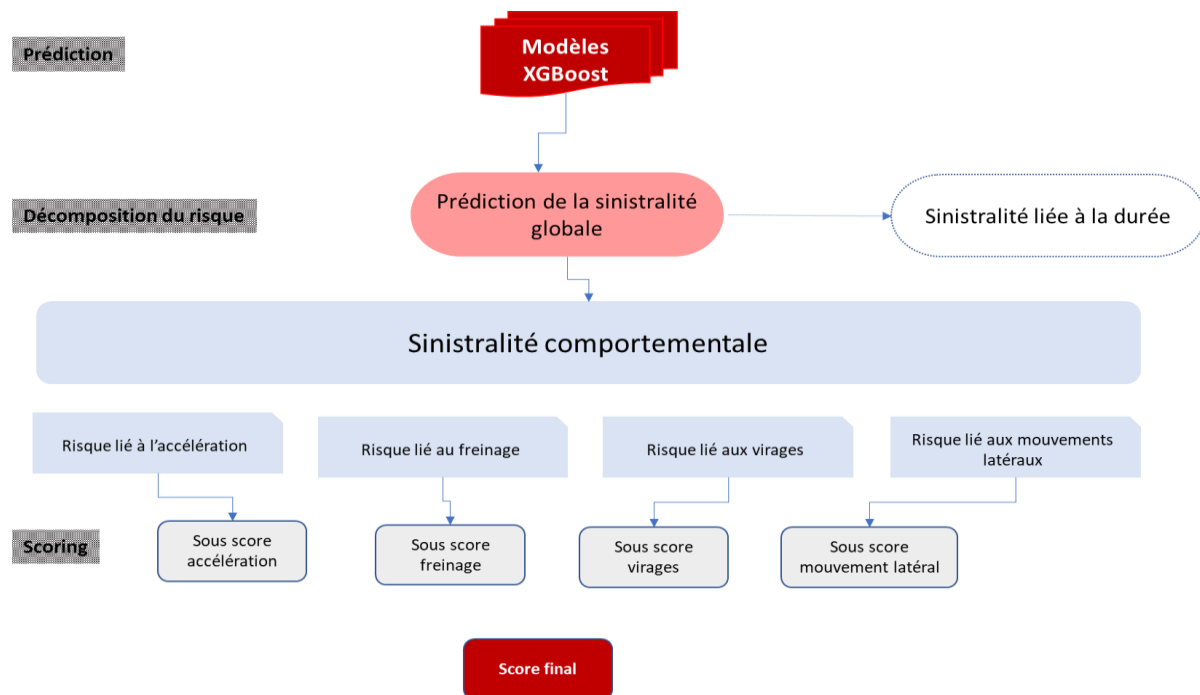 Prédiction
Modèles
XGBoost
Décomposition du risque
Prédiction de la sinistralité
globale
Sinistralité liée à la durée
Sinistralité comportementale
Risque lié à l'accélération
Risque lié au freinage
Risque lié aux virages
Risque lié aux mouvements
latéraux
Scoring
Sous score
accélération
Sous score
freinage
Sous score
virages
Sous score
mouvement latéral
Score final